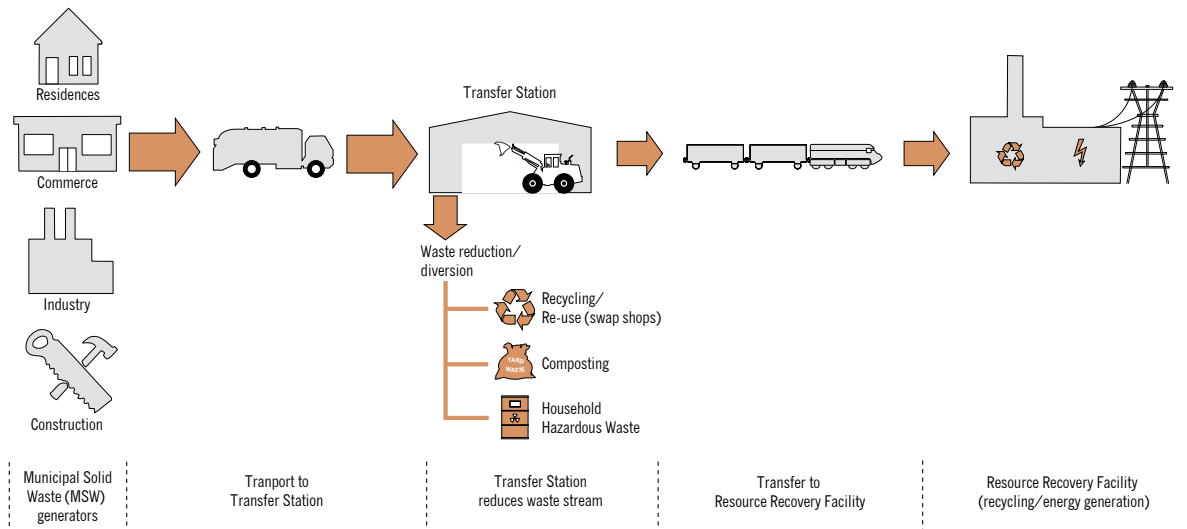 Residences
Commerce
Industry
Construction
Transfer Station
Waste reduction/
diversion
Recycling/
Re-use (swap shops)
YARD
WASTE
Composting
Household
Hazardous Waste
Municipal Solid
Waste (MSW)
generators
Tranport to
Transfer Station
Transfer Station
reduces waste stream
Transfer to
Resource Recovery Facility
Resource Recovery Facility
(recycling/energy generation)